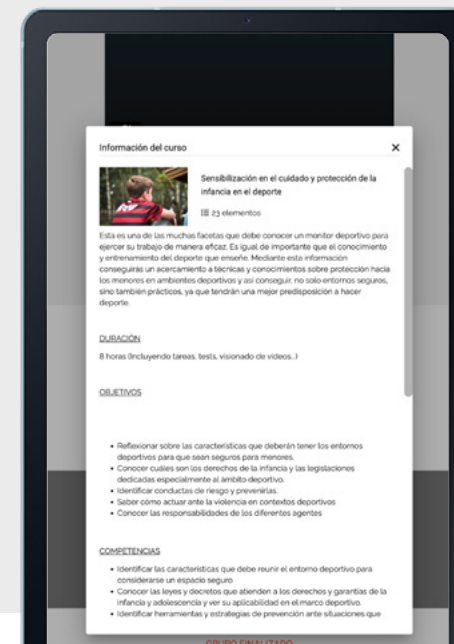 Información del curso
Sensibilización en el cuidado y protección de la
infancia en el deporte
23 elementos
Esta es una de las muchas facetas que debe conocer un monitor deportivo para
ejercer su trabajo de manera eficaz. Es igual de importante que el conocimiento
y entrenamiento del deporte que enseñe. Mediante esta información
conseguirás un acercamiento a técnicas y conocimientos sobre protección hacia
los menores en ambientes deportivos y así conseguir, no solo entornos seguros,
sino también prácticos, ya que tendrán una mejor predisposición a hacer
deporte.
DURACIÓN
8 horas (Incluyendo tareas, tests, visionado de videos...)
OBJETIVOS
• Reflexionar sobre las características que deberán tener los entornos
deportivos para que sean seguros para menores.
• Conocer cuáles son los derechos de la infancia y las legislaciones
dedicadas especialmente al ámbito deportivo.
• Identificar conductas de riesgo y prevenirlas.
• Saber cómo actuar ante la violencia en contextos deportivos
• Conocer las responsabilidades de los diferentes agentes
COMPETENCIAS
• Identificar las características que debe reunir el entorno deportivo para
considerarse un espacio seguro
• Conocer las leyes y decretos que atienden a los derechos y garantías de la
infancia y adolescencia y ver su aplicabilidad en el marco deportivo.
• Identificar herramientas y estrategias de prevención ante situaciones que
GRUPO FINALIZADO